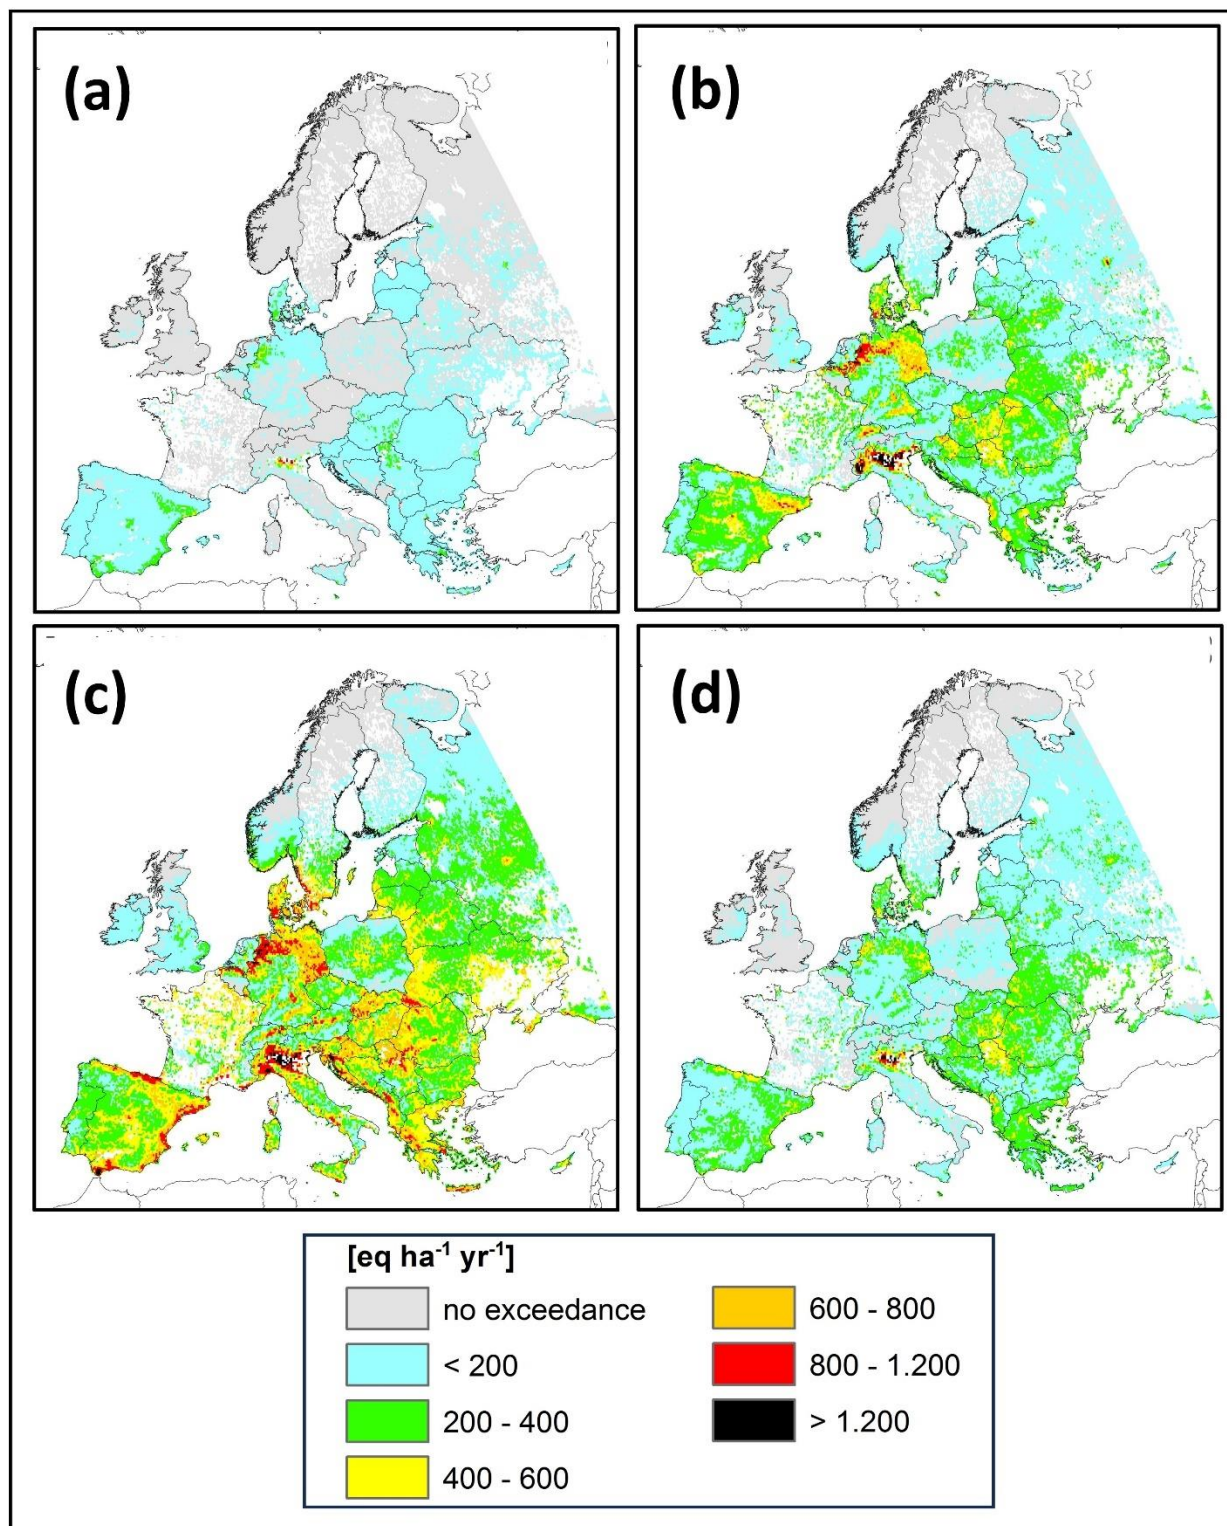 (a)
(b)
(c)
(d)
[eq ha⁻¹ yr⁻¹]
no exceedance
< 200
200 - 400
400 - 600
600 - 800
800 - 1.200
> 1.200